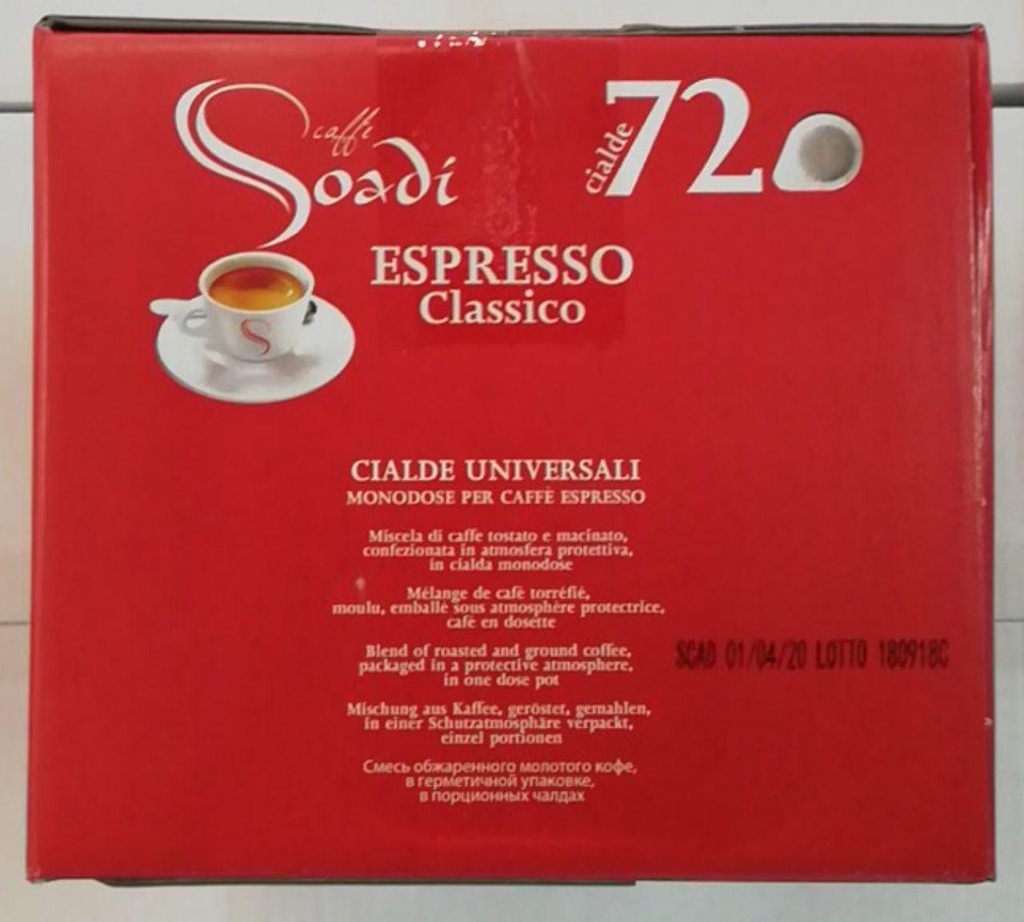 caffè
Soadi
cialde 72
ESPRESSO
Classico
CIALDE UNIVERSALI
MONODOSE PER CAFFÈ ESPRESSO
Miscela di caffe tostato e macinato,
confezionata in atmosfera protettiva,
in cialda monodose
Mélange de cafè torréfié,
moulu, emballé sous atmosphère protectrice,
cafè en dosette
Blend of roasted and ground coffee,
packaged in a protective atmosphere,
in one dose pot
SCAD 01/04/20 LOTTO 180918C
Mischung aus Kaffee, geröstet, gemahlen,
in einer Schutzatmosphäre verpackt,
einzel portionen
Смесь обжаренного молотого кофе,
в герметичной упаковке,
в порционных чалдах